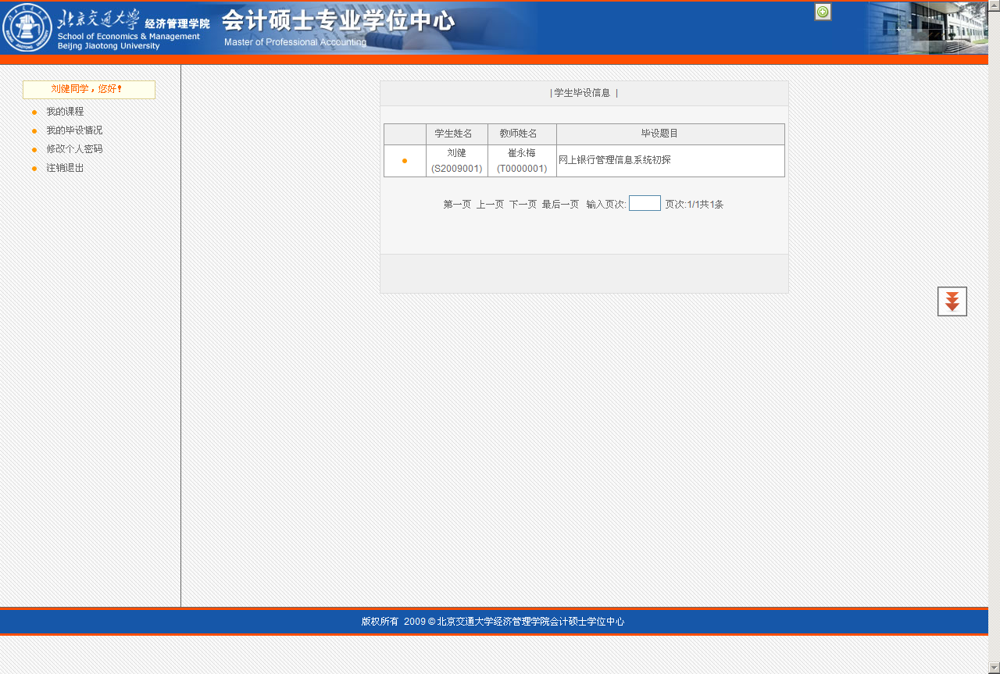 北京交通大学 经济管理学院
School of Economics & Management
Beijng Jiaotong University
会计硕士专业学位中心
Master of Professional Accounting
刘健同学，您好！
我的课程
我的毕设情况
修改个人密码
注销退出
| 学生毕设信息 |
学生姓名 教师姓名 毕设题目
刘健 (S2009001) 崔永梅 (T0000001) 网上银行管理信息系统初探
第一页 上一页 下一页 最后一页 输入页次: 页次:1/1共1条
版权所有 2009 © 北京交通大学经济管理学院会计硕士学位中心